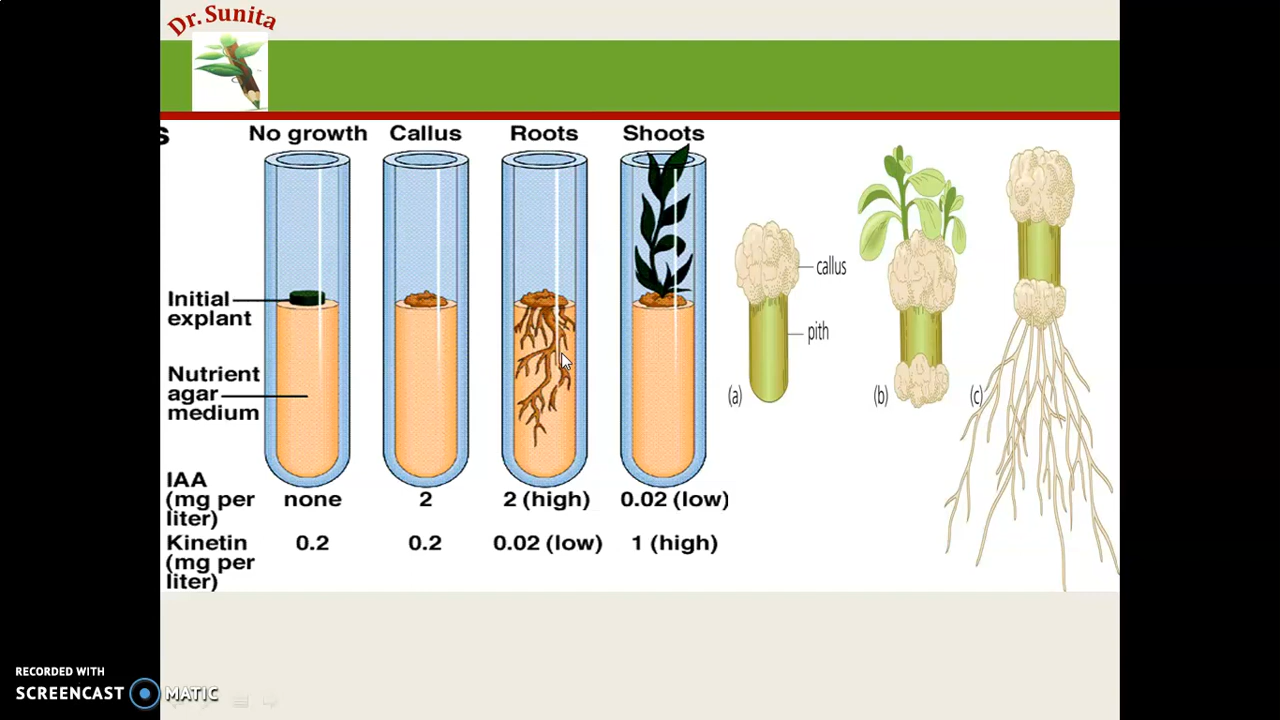 Dr. Sunita
s
No growth Callus Roots Shoots
Initial
explant
Nutrient
agar
medium
callus
pith
(a)
(b)
(c)
IAA
(mg per
liter)
none 2 2 (high) 0.02 (low)
Kinetin
(mg per
liter)
0.2 0.2 0.02 (low) 1 (high)
RECORDED WITH
SCREENCAST MATIC